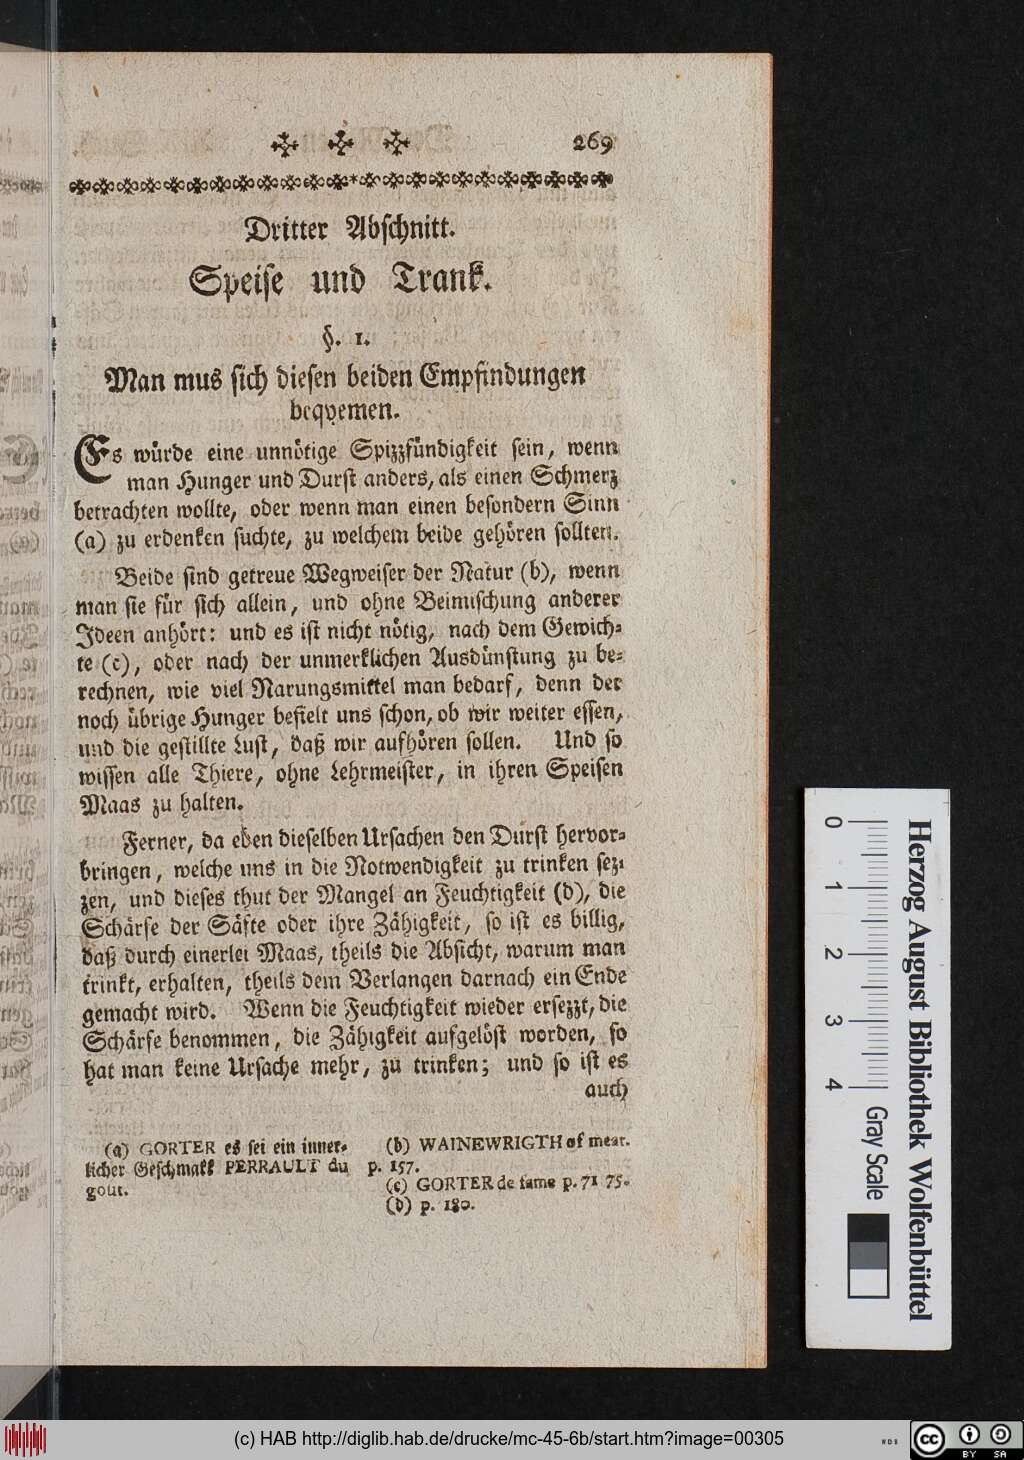 269
Dritter Abschnitt.
Speise und Trank.
§. 1.
Man mus sich diesen beiden Empfindungen
beqvemen.
Es würde eine unnötige Spizzfündigkeit sein, wenn
man Hunger und Durst anders, als einen Schmerz
betrachten wollte, oder wenn man einen besondern Sinn
(a) zu erdenken suchte, zu welchem beide gehören sollten.
Beide sind getreue Wegweiser der Natur (b), wenn
man sie für sich allein, und ohne Beimischung anderer
Ideen anhört: und es ist nicht nötig, nach dem Gewich-
te (c), oder nach der unmerklichen Ausdünstung zu be-
rechnen, wie viel Narungsmittel man bedarf, denn der
noch übrige Hunger befielt uns schon, ob wir weiter essen,
und die gestillte Lust, daß wir aufhören sollen. Und so
wissen alle Thiere, ohne Lehrmeister, in ihren Speisen
Maas zu halten.
Ferner, da eben dieselben Ursachen den Durst hervor-
bringen, welche uns in die Notwendigkeit zu trinken sez-
zen, und dieses thut der Mangel an Feuchtigkeit (d), die
Schärfe der Säfte oder ihre Zähigkeit, so ist es billig,
daß durch einerlei Maas, theils die Absicht, warum man
trinkt, erhalten, theils dem Verlangen darnach ein Ende
gemacht wird. Wenn die Feuchtigkeit wieder ersezzt, die
Schärfe benommen, die Zähigkeit aufgelöst worden, so
hat man keine Ursache mehr, zu trinken; und so ist es
auch
(a) GORTER es sei ein inner-
licher Geschmakk PERRAULT du
gout.
(b) WAINEWRIGTH of meat.
p. 157.
(c) GORTER de fame p. 71 75.
(d) p. 180.
0 1 2 3 4
Herzog August Bibliothek Wolfenbüttel
Gray Scale
(c) HAB http://diglib.hab.de/drucke/mc-45-6b/start.htm?image=00305
WDB
cc
BY SA